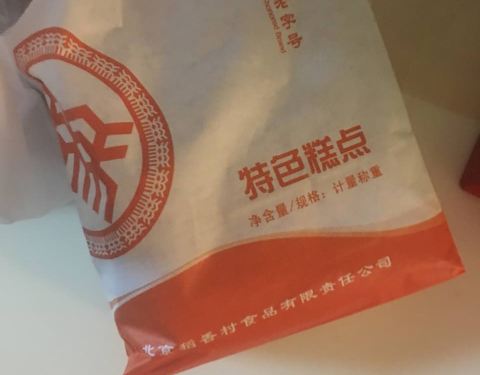 老字号
特色糕点
净含量/规格：计量称重
北京稻香村食品有限责任公司